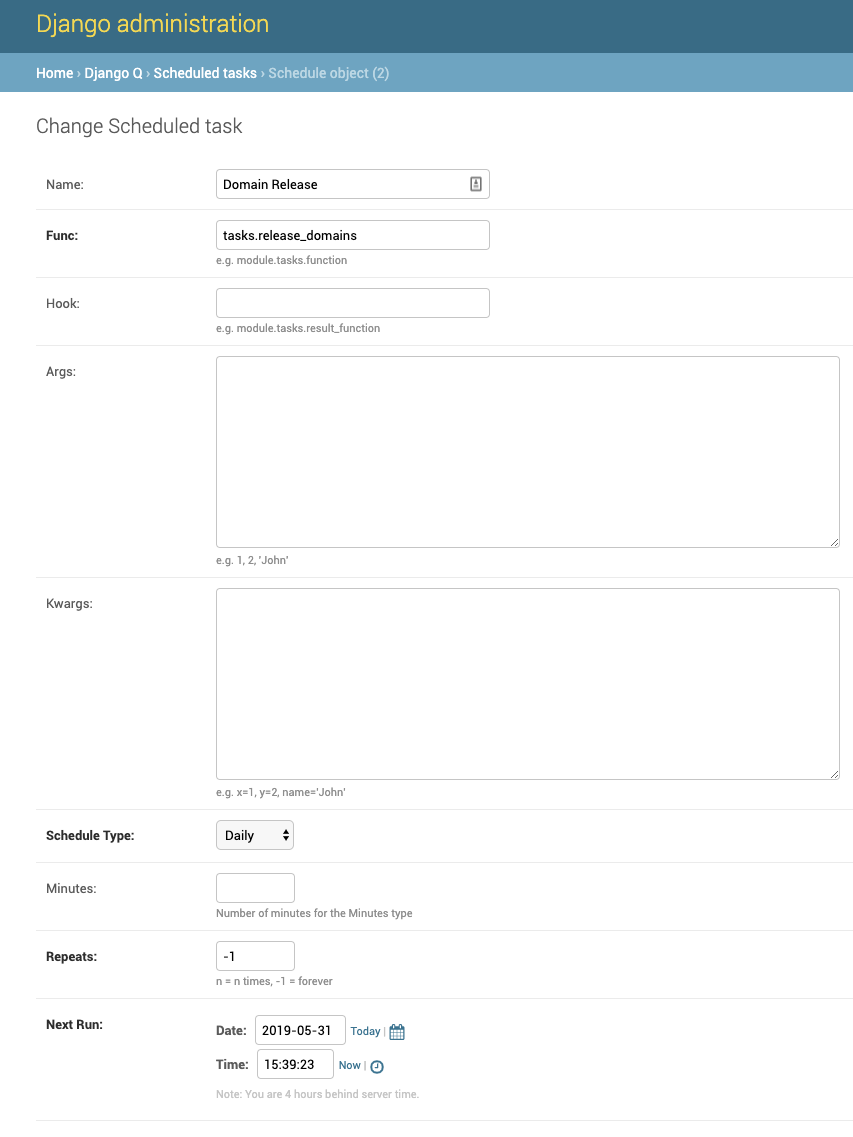 Django administration
Home › Django Q › Scheduled tasks › Schedule object (2)
Change Scheduled task
Name: Domain Release
Func: tasks.release_domains
e.g. module.tasks.function
Hook:
e.g. module.tasks.result_function
Args:
e.g. 1, 2, 'John'
Kwargs:
e.g. x=1, y=2, name='John'
Schedule Type: Daily
Minutes:
Number of minutes for the Minutes type
Repeats: -1
n = n times, -1 = forever
Next Run:
Date: 2019-05-31 Today |
Time: 15:39:23 Now |
Note: You are 4 hours behind server time.